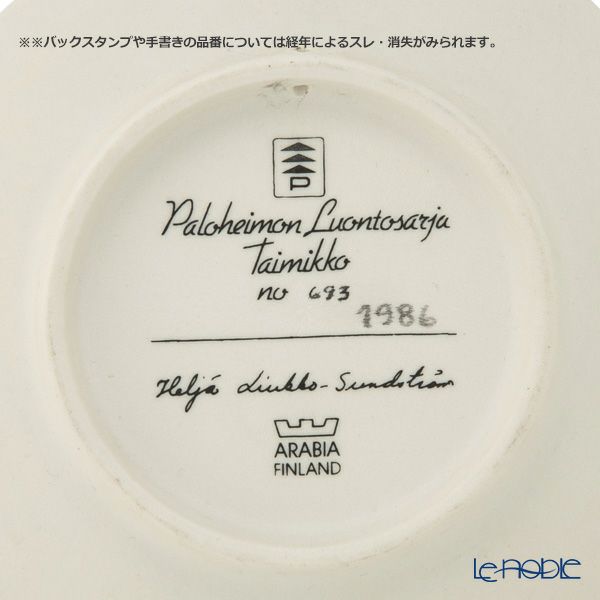 ※※バックスタンプや手書きの品番については経年によるスレ・消失がみられます。
P
Paloheimon Luontosarja
Taimikko
no 693
1986
Heljä Liukko-Sundström
ARABIA
FINLAND
Le noble